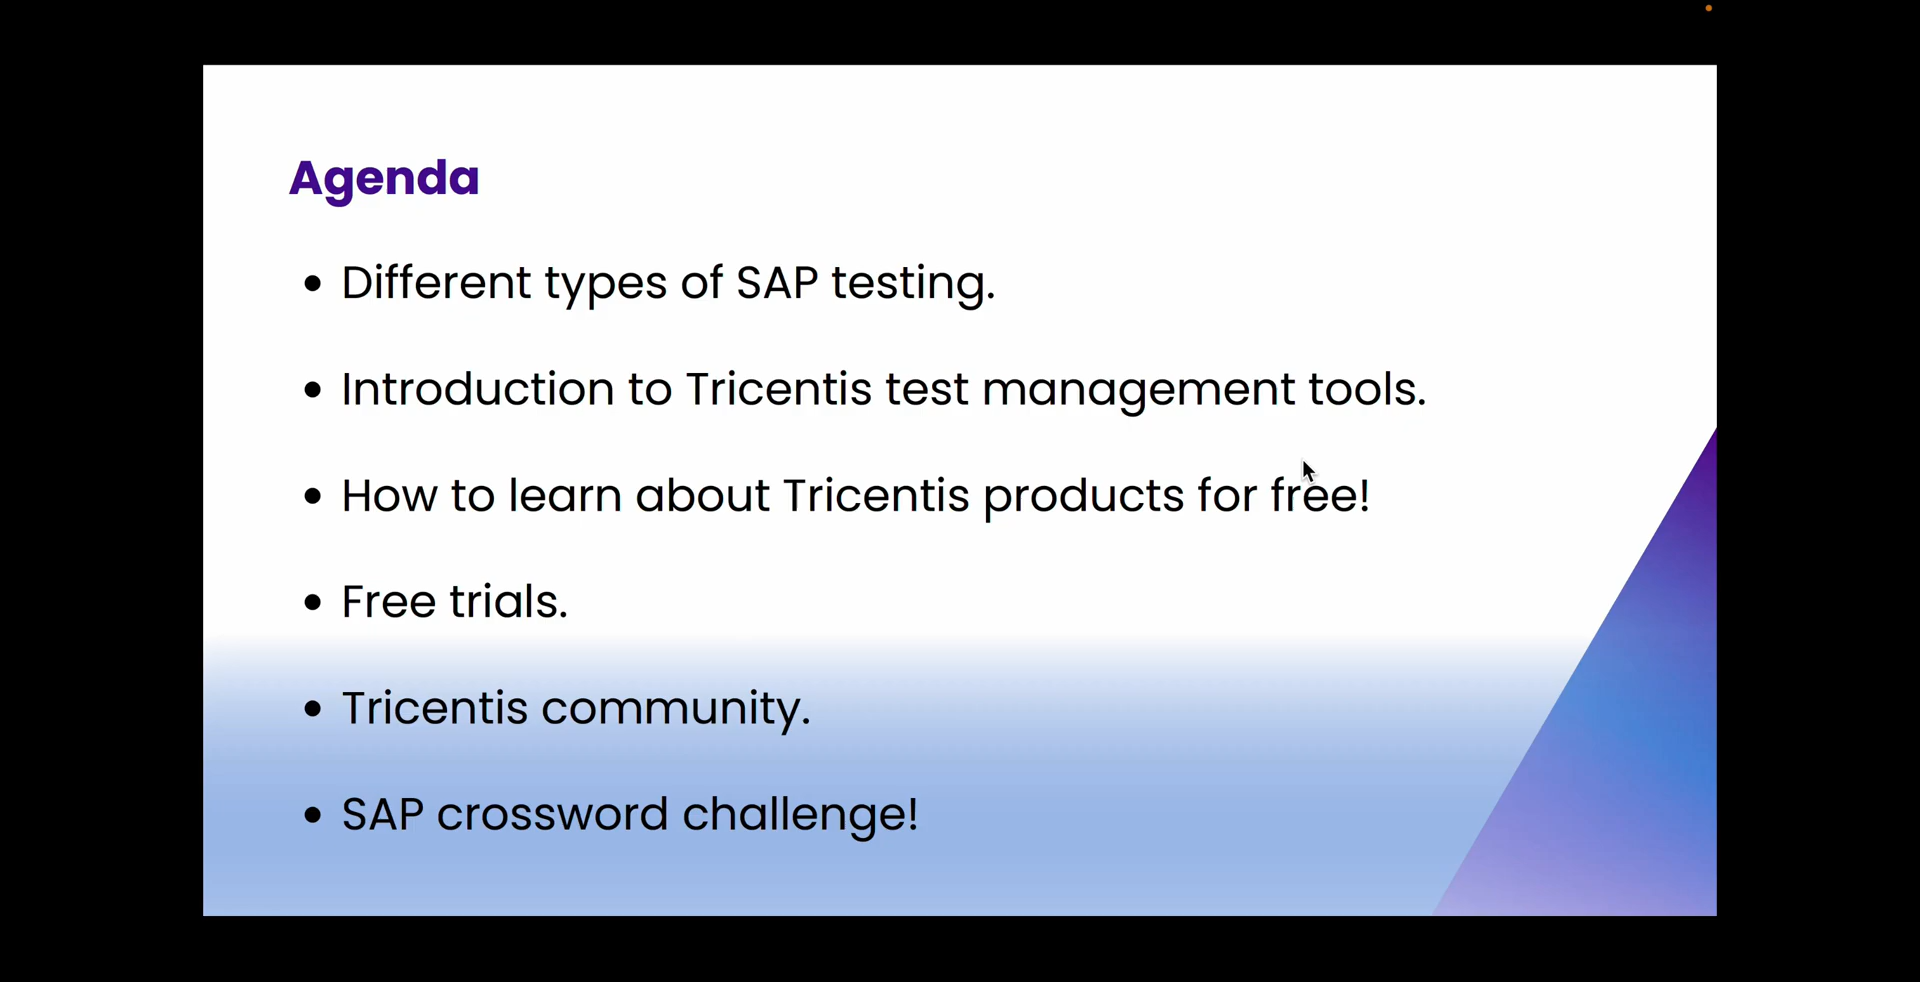 Agenda
• Different types of SAP testing.
• Introduction to Tricentis test management tools.
• How to learn about Tricentis products for free!
• Free trials.
• Tricentis community.
• SAP crossword challenge!